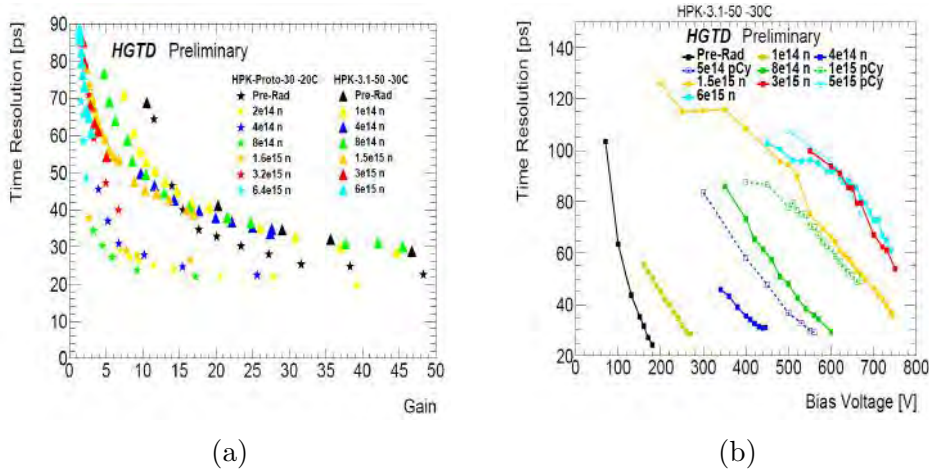 Time Resolution [ps]
90
80
70
60
50
40
30
20
10
0
HGTD Preliminary
HPK-Proto-30 -20C
Pre-Rad
2e14 n
4e14 n
8e14 n
1.6e15 n
3.2e15 n
6.4e15 n
HPK-3.1-50 -30C
Pre-Rad
1e14 n
4e14 n
8e14 n
1.5e15 n
3e15 n
6e15 n
0 5 10 15 20 25 30 35 40 45 50
Gain
(a)
HPK-3.1-50 -30C
Time Resolution [ps]
140
120
100
80
60
40
20
HGTD Preliminary
Pre-Rad 1e14 n 4e14 n
5e14 pCy 8e14 n 1e15 pCy
1.5e15 n 3e15 n 5e15 pCy
6e15 n
0 100 200 300 400 500 600 700 800
Bias Voltage [V]
(b)